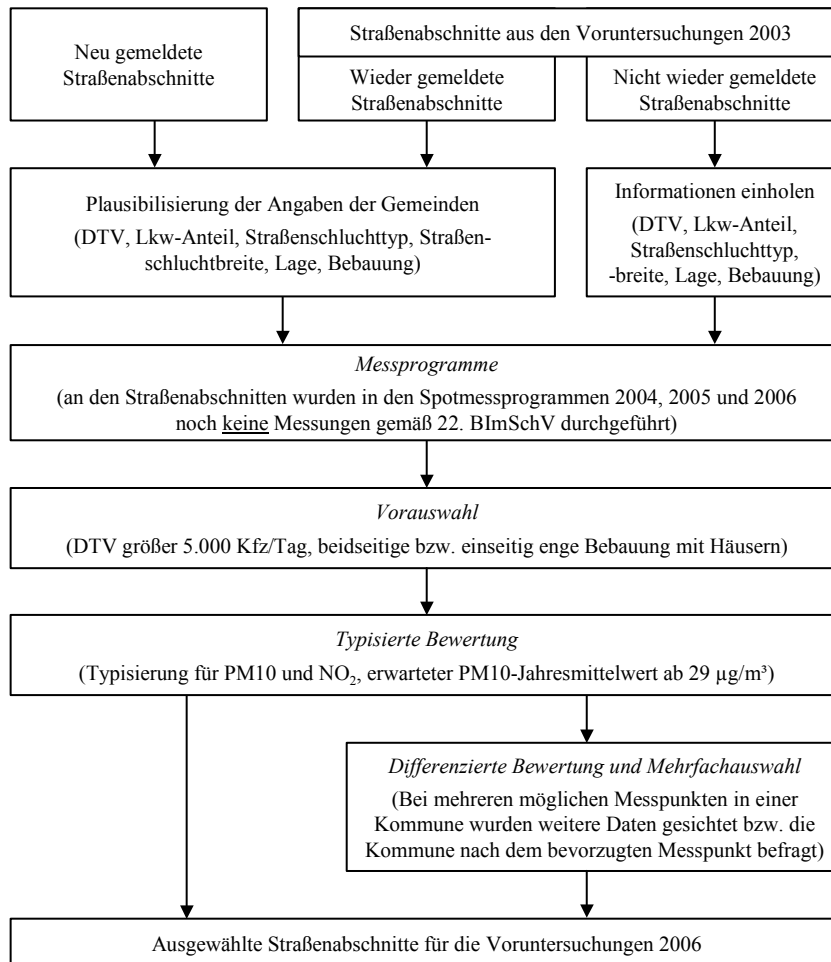 Neu gemeldete
Straßenabschnitte
Straßenabschnitte aus den Voruntersuchungen 2003
Wieder gemeldete
Straßenabschnitte
Nicht wieder gemeldete
Straßenabschnitte
Plausibilisierung der Angaben der Gemeinden
(DTV, Lkw-Anteil, Straßenschluchttyp, Straßen-
schluchtbreite, Lage, Bebauung)
Informationen einholen
(DTV, Lkw-Anteil,
Straßenschluchttyp,
-breite, Lage, Bebauung)
Messprogramme
(an den Straßenabschnitten wurden in den Spotmessprogrammen 2004, 2005 und 2006
noch keine Messungen gemäß 22. BImSchV durchgeführt)
Vorauswahl
(DTV größer 5.000 Kfz/Tag, beidseitige bzw. einseitig enge Bebauung mit Häusern)
Typisierte Bewertung
(Typisierung für PM10 und NO₂, erwarteter PM10-Jahresmittelwert ab 29 µg/m³)
Differenzierte Bewertung und Mehrfachauswahl
(Bei mehreren möglichen Messpunkten in einer
Kommune wurden weitere Daten gesichtet bzw. die
Kommune nach dem bevorzugten Messpunkt befragt)
Ausgewählte Straßenabschnitte für die Voruntersuchungen 2006